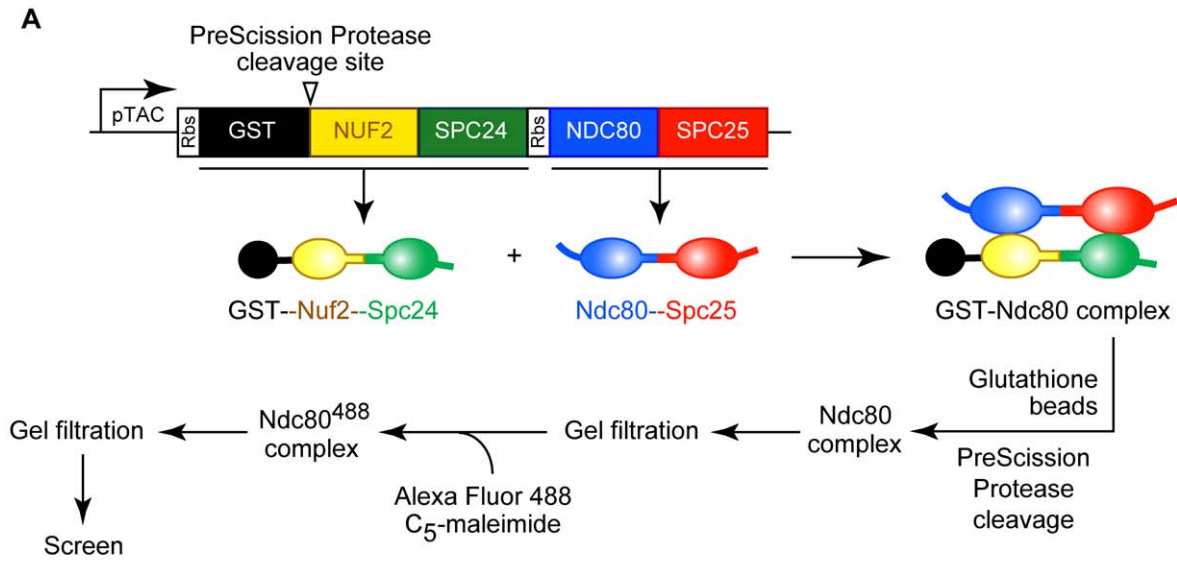 A
PreScission Protease
cleavage site
pTAC
Rbs
GST
NUF2
SPC24
Rbs
NDC80
SPC25
+
GST--Nuf2--Spc24
Ndc80--Spc25
GST-Ndc80 complex
Glutathione
beads
PreScission
Protease
cleavage
Ndc80
complex
Gel filtration
Alexa Fluor 488
C5-maleimide
Ndc80488
complex
Gel filtration
Screen